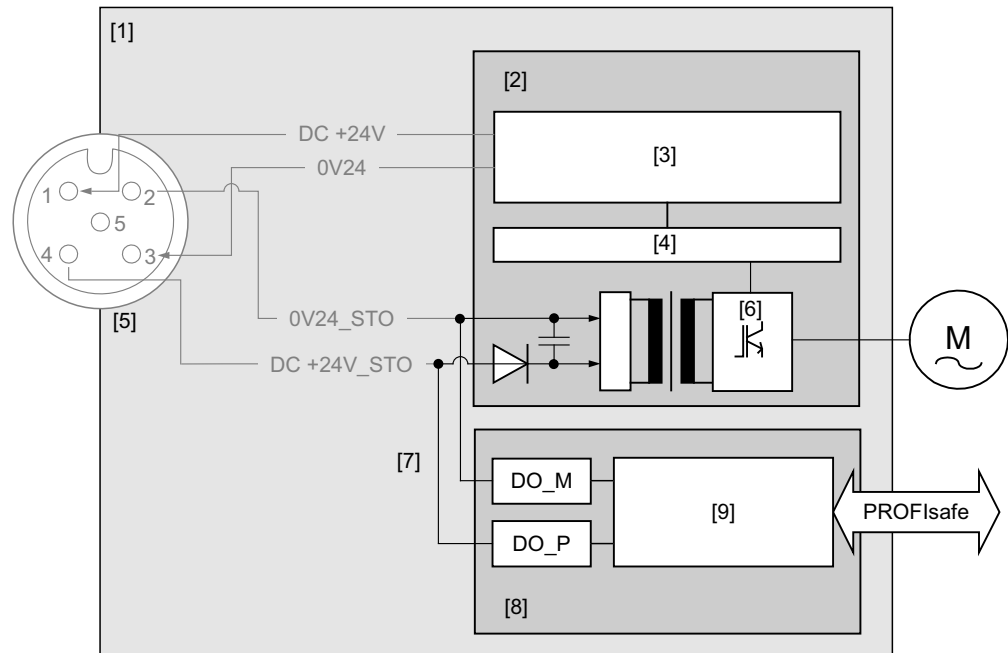 [1]
[2]
DC +24V
[3]
0V24
1
2
5
4
3
[4]
[5]
[6]
0V24_STO
M
DC +24V_STO
[7]
DO_M
[9]
PROFIsafe
DO_P
[8]